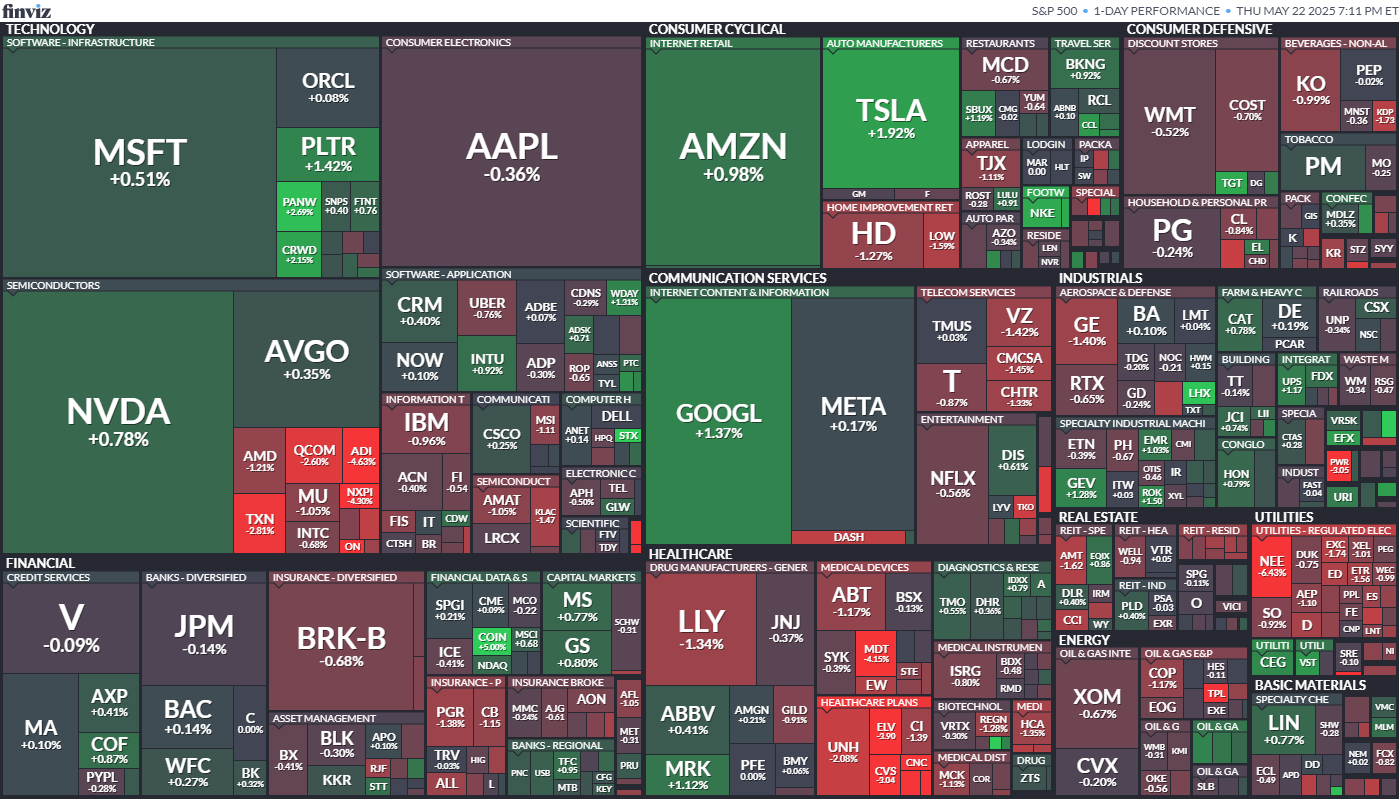 finviz
S&P 500 • 1-DAY PERFORMANCE • THU MAY 22 2025 7:11 PM ET
TECHNOLOGY
SOFTWARE - INFRASTRUCTURE
MSFT
+0.51%
ORCL
+0.08%
PLTR
+1.42%
PANW
+2.69%
SNPS
+0.40
FTNT
+0.76
CRWD
+2.15%
CONSUMER ELECTRONICS
AAPL
-0.36%
SEMICONDUCTORS
NVDA
+0.78%
AVGO
+0.35%
AMD
-1.21%
QCOM
-2.60%
ADI
-4.63%
TXN
-2.81%
MU
-1.05%
NXPI
-4.30%
INTC
-0.68%
ON
SOFTWARE - APPLICATION
CRM
+0.40%
UBER
-0.76%
ADBE
+0.07%
CDNS
-0.29%
WDAY
+1.31%
NOW
+0.10%
INTU
+0.92%
ADP
-0.30%
ADSK
+0.71
ROP
-0.65
ANSS
PTC
TYL
INFORMATION T
IBM
-0.96%
ACN
-0.40%
FI
-0.54
FIS
IT
CDW
CTSH
BR
COMMUNICATI
CSCO
+0.25%
MSI
-1.11
SEMICONDUCT
AMAT
-1.05%
KLAC
-1.47
LRCX
COMPUTER H
ANET
+0.14
DELL
HPQ
STX
ELECTRONIC C
APH
-0.50%
TEL
GLW
SCIENTIFIC
FTV
TDY
CONSUMER CYCLICAL
INTERNET RETAIL
AMZN
+0.98%
AUTO MANUFACTURERS
TSLA
+1.92%
GM
F
HOME IMPROVEMENT RET
HD
-1.27%
LOW
-1.59%
RESTAURANTS
MCD
-0.67%
SBUX
+1.19%
CMG
-0.02
YUM
-0.64
TRAVEL SER
BKNG
+0.92%
ABNB
+0.10
RCL
CCL
APPAREL
TJX
-1.11%
ROST
-0.28
LULU
+0.91
LODGIN
MAR
0.00
HLT
PACKA
IP
SW
FOOTW
NKE
SPECIAL
AUTO PAR
AZO
-0.34%
RESIDE
LEN
NVR
CONSUMER DEFENSIVE
DISCOUNT STORES
WMT
-0.52%
COST
-0.70%
TGT
DG
BEVERAGES - NON-AL
KO
-0.99%
PEP
-0.02%
MNST
-0.36
KDP
-1.73
TOBACCO
PM
MO
-0.25
HOUSEHOLD & PERSONAL PR
PG
-0.24%
CL
-0.84%
EL
CHD
PACK
GIS
K
CONFEC
MDLZ
+0.35%
KR
STZ
SYY
COMMUNICATION SERVICES
INTERNET CONTENT & INFORMATION
GOOGL
+1.37%
META
+0.17%
DASH
TELECOM SERVICES
TMUS
+0.03%
VZ
-1.42%
CMCSA
-1.45%
T
-0.87%
CHTR
-1.33%
ENTERTAINMENT
NFLX
-0.56%
DIS
+0.61%
LYV
TKO
INDUSTRIALS
AEROSPACE & DEFENSE
GE
-1.40%
BA
+0.10%
LMT
+0.04%
RTX
-0.65%
TDG
-0.20%
NOC
-0.21
HWM
+0.15
GD
-0.24%
LHX
TXT
FARM & HEAVY C
CAT
+0.78%
DE
+0.19%
PCAR
RAILROADS
UNP
-0.34%
CSX
NSC
BUILDING
TT
-0.14%
JCI
+0.74%
LII
INTEGRAT
UPS
+1.17
FDX
WASTE M
WM
-0.34
RSG
-0.47
SPECIALTY INDUSTRIAL MACHI
ETN
-0.39%
PH
-0.67
EMR
+1.03%
CMI
GEV
+1.28%
ITW
+0.03
OTIS
-0.46
IR
ROK
+1.50
XYL
CONGLO
HON
+0.79%
SPECIA
CTAS
+0.28
INDUST
FAST
-0.04
VRSK
EFX
PWR
-3.05
URI
FINANCIAL
CREDIT SERVICES
V
-0.09%
MA
+0.10%
AXP
+0.41%
COF
+0.87%
PYPL
-0.28%
BANKS - DIVERSIFIED
JPM
-0.14%
BAC
+0.14%
C
0.00%
WFC
+0.27%
BK
+0.32%
INSURANCE - DIVERSIFIED
BRK-B
-0.68%
ASSET MANAGEMENT
BX
-0.41%
BLK
-0.30%
APO
+0.10%
KKR
RJF
STT
FINANCIAL DATA & S
SPGI
+0.21%
CME
+0.09%
MCO
-0.22
ICE
-0.41%
COIN
+5.00%
MSCI
+0.68
NDAQ
CAPITAL MARKETS
MS
+0.77%
GS
+0.80%
SCHW
-0.31
INSURANCE - P
PGR
-1.38%
CB
-1.15
TRV
-0.03%
HIG
ALL
L
INSURANCE BROKE
MMC
-0.24%
AJG
-0.61
AON
BANKS - REGIONAL
PNC
USB
TFC
+0.95
MTB
CFG
KEY
AFL
-1.05
MET
-0.31
PRU
HEALTHCARE
DRUG MANUFACTURERS - GENER
LLY
-1.34%
JNJ
-0.37%
ABBV
+0.41%
AMGN
+0.21%
GILD
-0.91%
MRK
+1.12%
PFE
0.00%
BMY
+0.06%
MEDICAL DEVICES
ABT
-1.17%
BSX
-0.13%
SYK
-0.39%
MDT
-4.15%
STE
EW
HEALTHCARE PLANS
UNH
-2.08%
ELV
-3.90
CI
-1.39
CVS
-3.04
CNC
DIAGNOSTICS & RESE
TMO
+0.55%
DHR
+0.36%
IDXX
+0.79
A
MEDICAL INSTRUMEN
ISRG
-0.80%
BDX
-0.48
RMD
BIOTECHNOL
VRTX
-0.30%
REGN
-1.28%
MEDI
HCA
-1.35%
MEDICAL DIST
MCK
-1.13%
COR
DRUG
ZTS
REAL ESTATE
REIT - SPE
AMT
-1.62
EQIX
+0.86
DLR
+0.40%
IRM
CCI
WY
REIT - HEA
WELL
-0.94
VTR
+0.05
REIT - RESID
REIT - IND
PLD
+0.40%
PSA
-0.03
EXR
SPG
-0.11%
O
VICI
UTILITIES
UTILITIES - REGULATED ELEC
NEE
-6.43%
DUK
-0.75
EXC
-1.74
XEL
-1.01
PEG
SO
-0.92%
ED
ETR
-1.56
WEC
-0.99
AEP
-1.10
PPL
ES
D
FE
CNP
LNT
UTILITI
CEG
UTILI
VST
SRE
-0.10
NI
ENERGY
OIL & GAS INTE
XOM
-0.67%
CVX
-0.20%
OIL & GAS E&P
COP
-1.17%
HES
-0.11
TPL
EOG
EXE
OIL & G
WMB
-0.31
KMI
OKE
-0.56
OIL & GA
OIL & GA
SLB
BASIC MATERIALS
SPECIALTY CHE
LIN
+0.77%
SHW
-0.28
ECL
-0.49
APD
DD
VMC
MLM
NEM
+0.02
FCX
-0.82